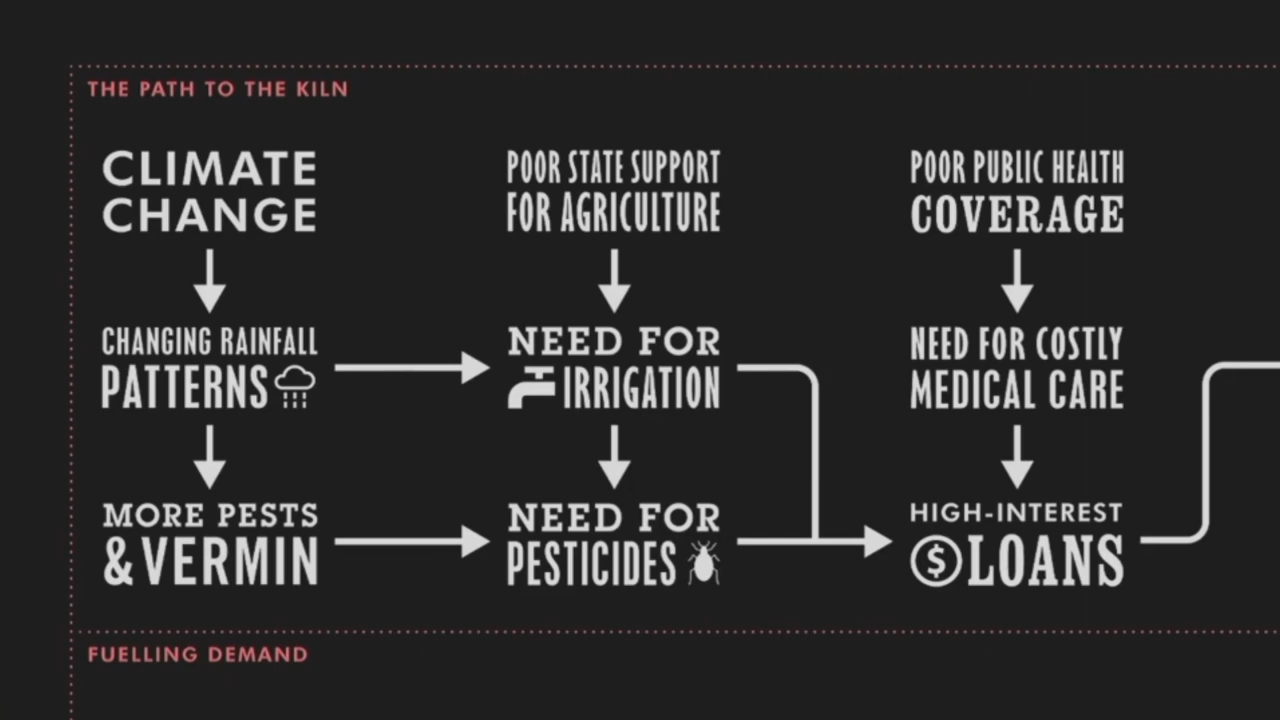 THE PATH TO THE KILN
CLIMATE
CHANGE
POOR STATE SUPPORT
FOR AGRICULTURE
POOR PUBLIC HEALTH
COVERAGE
CHANGING RAINFALL
PATTERNS
NEED FOR
IRRIGATION
NEED FOR COSTLY
MEDICAL CARE
MORE PESTS
& VERMIN
NEED FOR
PESTICIDES
HIGH-INTEREST
$ LOANS
FUELLING DEMAND